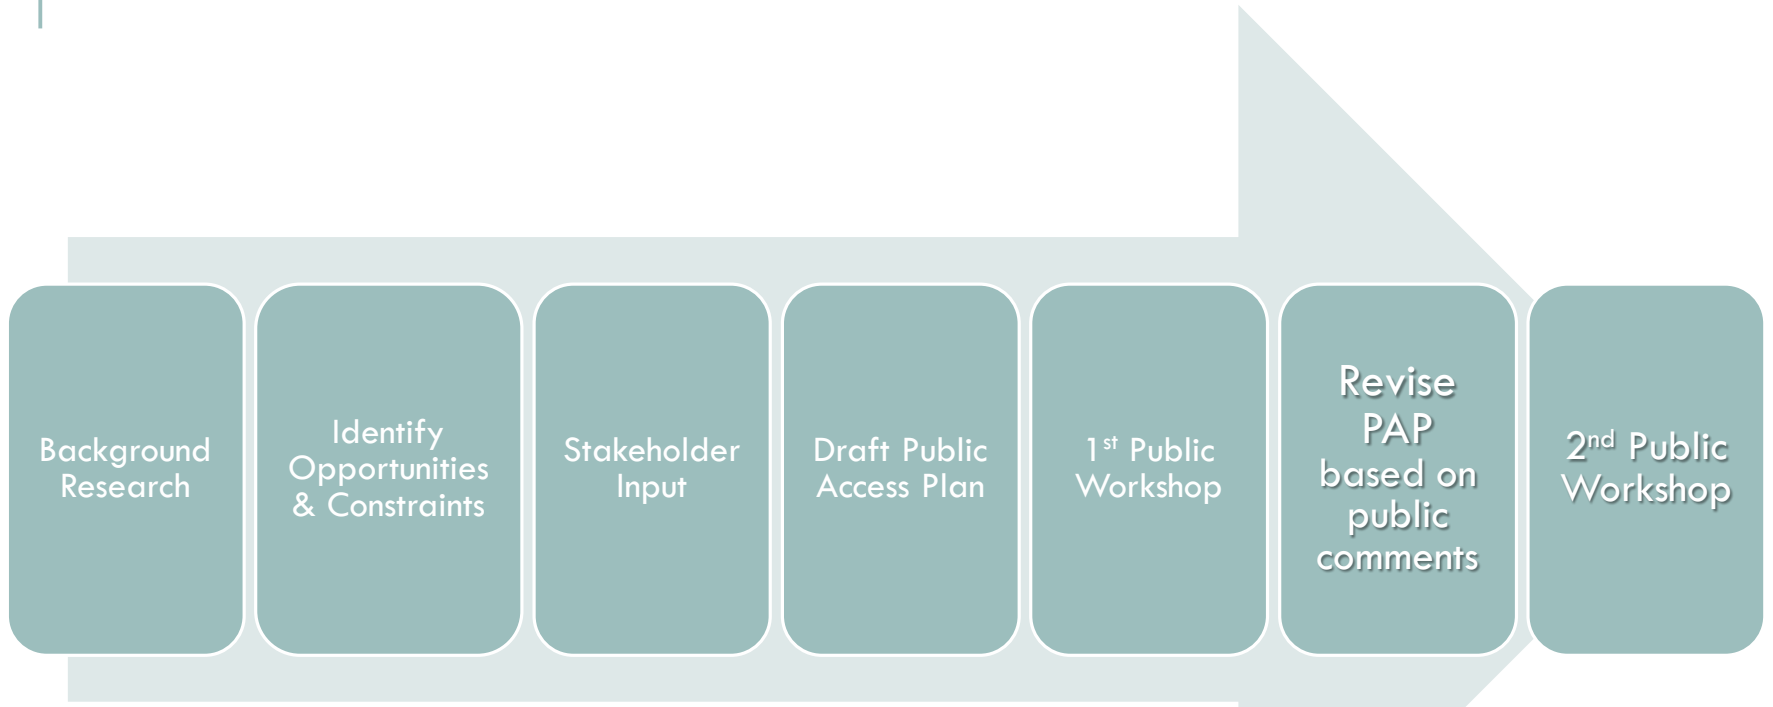 Background
Research
Identify
Opportunities
& Constraints
Stakeholder
Input
Draft Public
Access Plan
1st Public
Workshop
Revise
PAP
based on
public
comments
2nd Public
Workshop